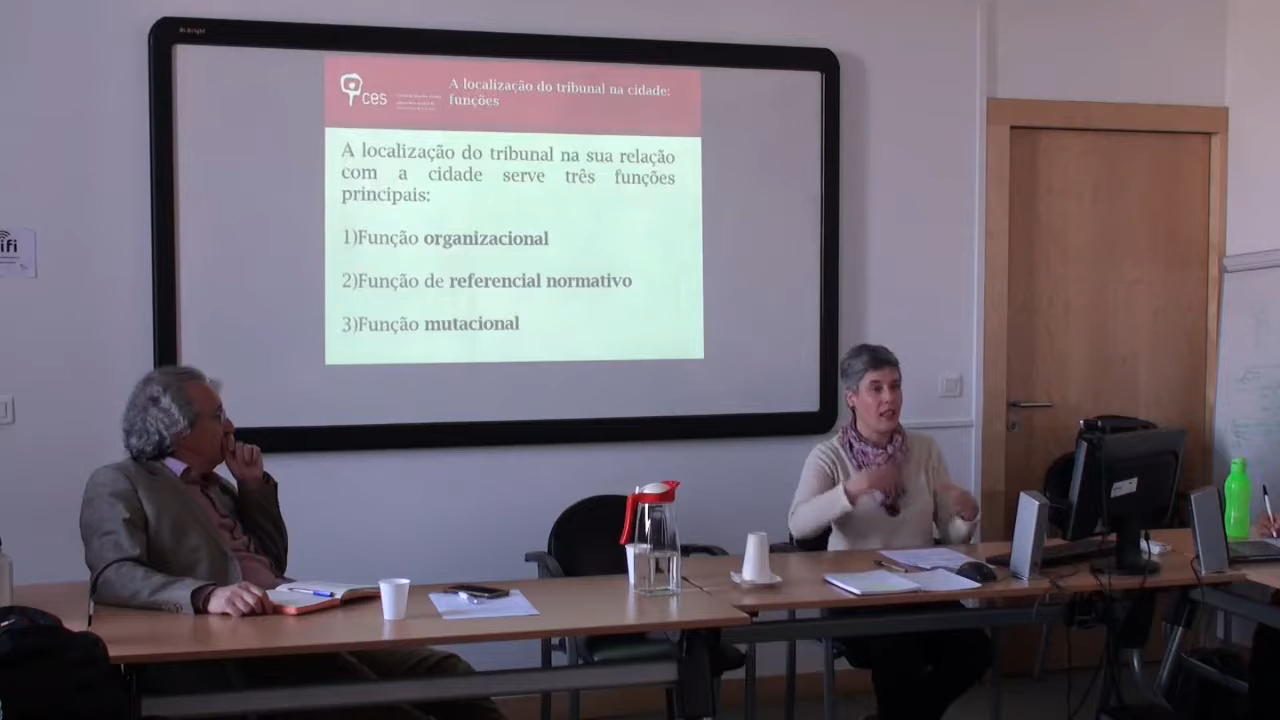 ces
A localização do tribunal na cidade:
funções
A localização do tribunal na sua relação
com a cidade serve três funções
principais:
1)Função organizacional
2)Função de referencial normativo
3)Função mutacional
ifi